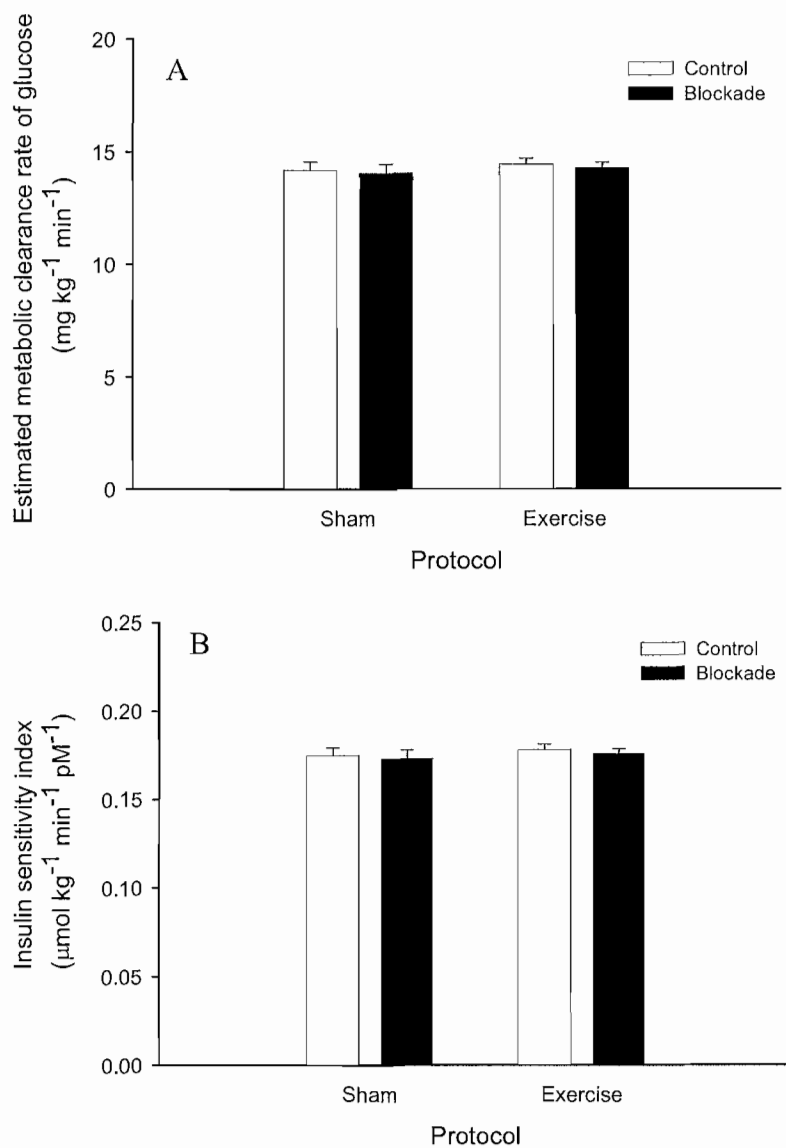 A
Control
Blockade
Estimated metabolic clearance rate of glucose
(mg kg⁻¹ min⁻¹)
20
15
10
5
0
Sham Exercise
Protocol
B
Control
Blockade
Insulin sensitivity index
(μmol kg⁻¹ min⁻¹ pM⁻¹)
0.25
0.20
0.15
0.10
0.05
0.00
Sham Exercise
Protocol